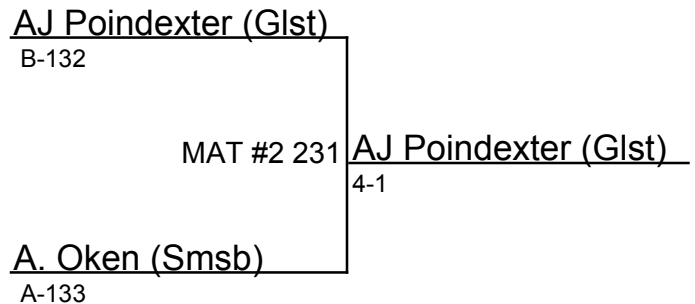 AJ Poindexter (Glst)
B-132
MAT #2 231
AJ Poindexter (Glst)
4-1
A. Oken (Smsb)
A-133